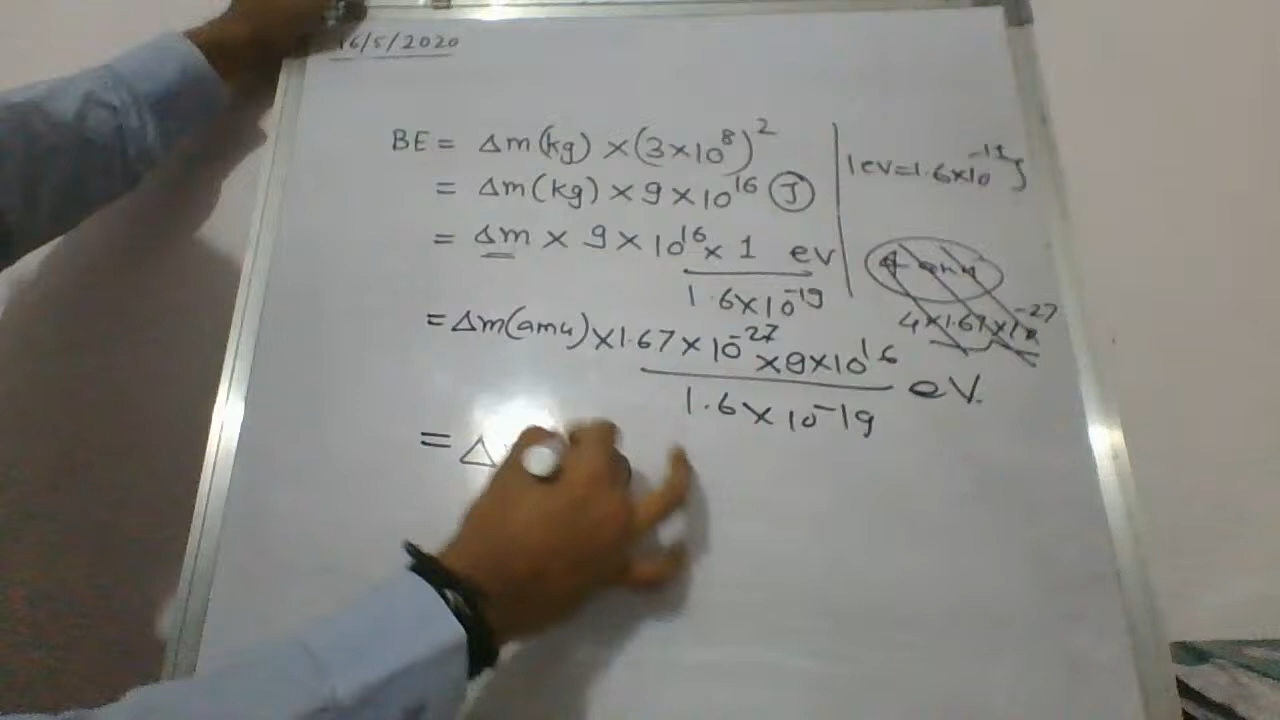 16/5/2020
BE = Δm(kg) × (3×10⁸)²
= Δm(kg) × 9 × 10¹⁶ J
= Δm × 9 × 10¹⁶ × 1 ev
1.6×10⁻¹⁹
= Δm(amu) × 1.67 × 10⁻²⁷ × 9×10¹⁶ eV.
1.6 × 10⁻¹⁹
= Δ
1 ev = 1.6×10⁻¹⁹ J
4 amu
4 × 1.67 × 10⁻²⁷